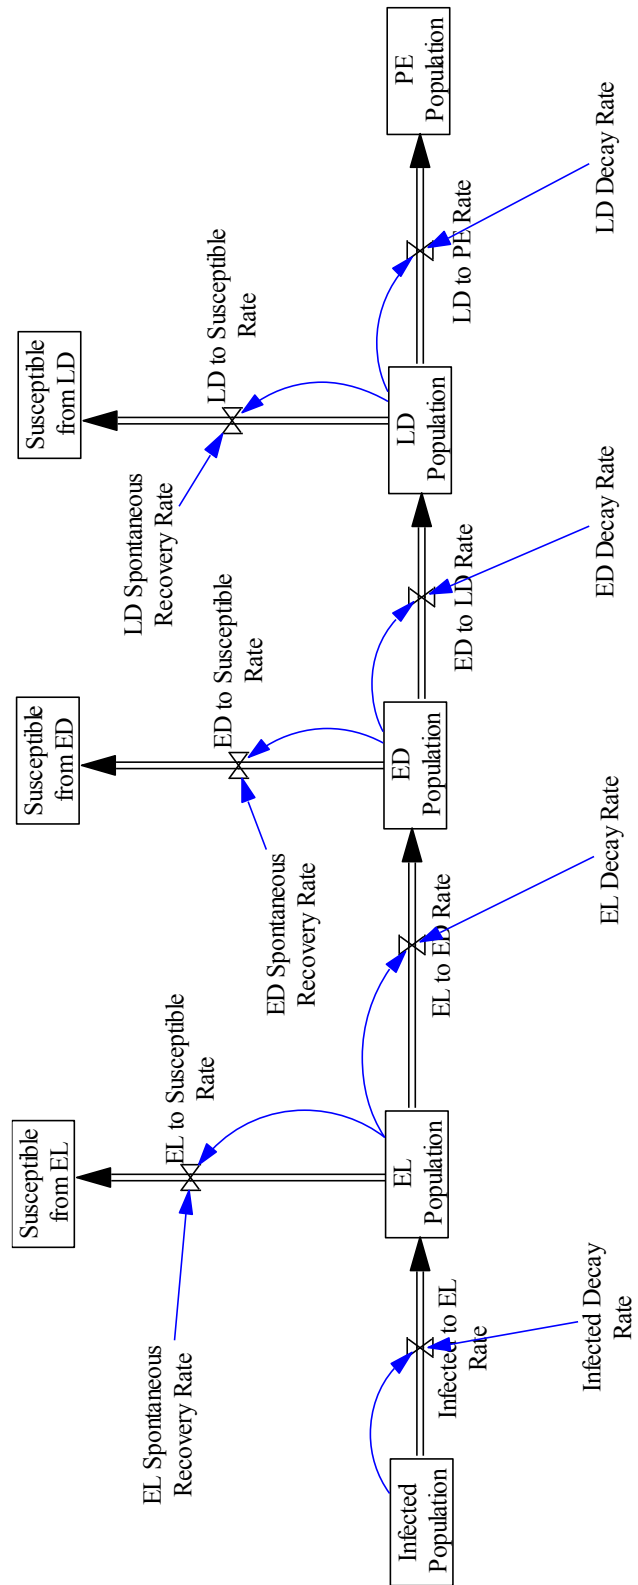 Susceptible
from EL
Susceptible
from ED
Susceptible
from LD
EL Spontaneous
Recovery Rate
EL to Susceptible
Rate
ED Spontaneous
Recovery Rate
ED to Susceptible
Rate
LD Spontaneous
Recovery Rate
LD to Susceptible
Rate
Infected
Population
Infected to EL
Rate
EL
Population
EL to ED Rate
ED
Population
ED to LD Rate
LD
Population
LD to PE Rate
PE
Population
Infected Decay
Rate
EL Decay Rate
ED Decay Rate
LD Decay Rate